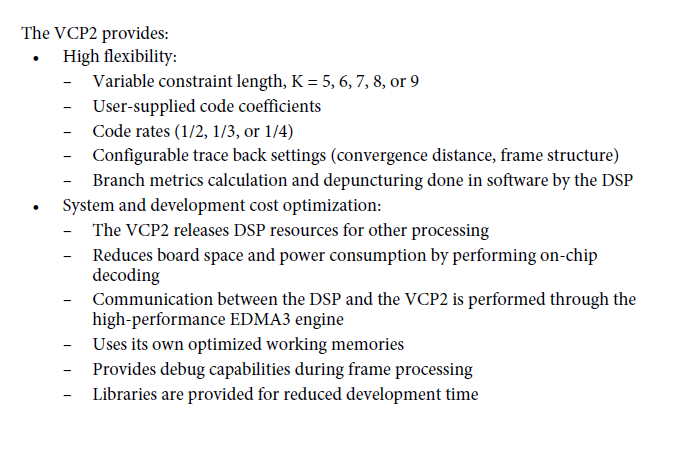 The VCP2 provides:
• High flexibility:
– Variable constraint length, K = 5, 6, 7, 8, or 9
– User-supplied code coefficients
– Code rates (1/2, 1/3, or 1/4)
– Configurable trace back settings (convergence distance, frame structure)
– Branch metrics calculation and depuncturing done in software by the DSP
• System and development cost optimization:
– The VCP2 releases DSP resources for other processing
– Reduces board space and power consumption by performing on-chip
decoding
– Communication between the DSP and the VCP2 is performed through the
high-performance EDMA3 engine
– Uses its own optimized working memories
– Provides debug capabilities during frame processing
– Libraries are provided for reduced development time